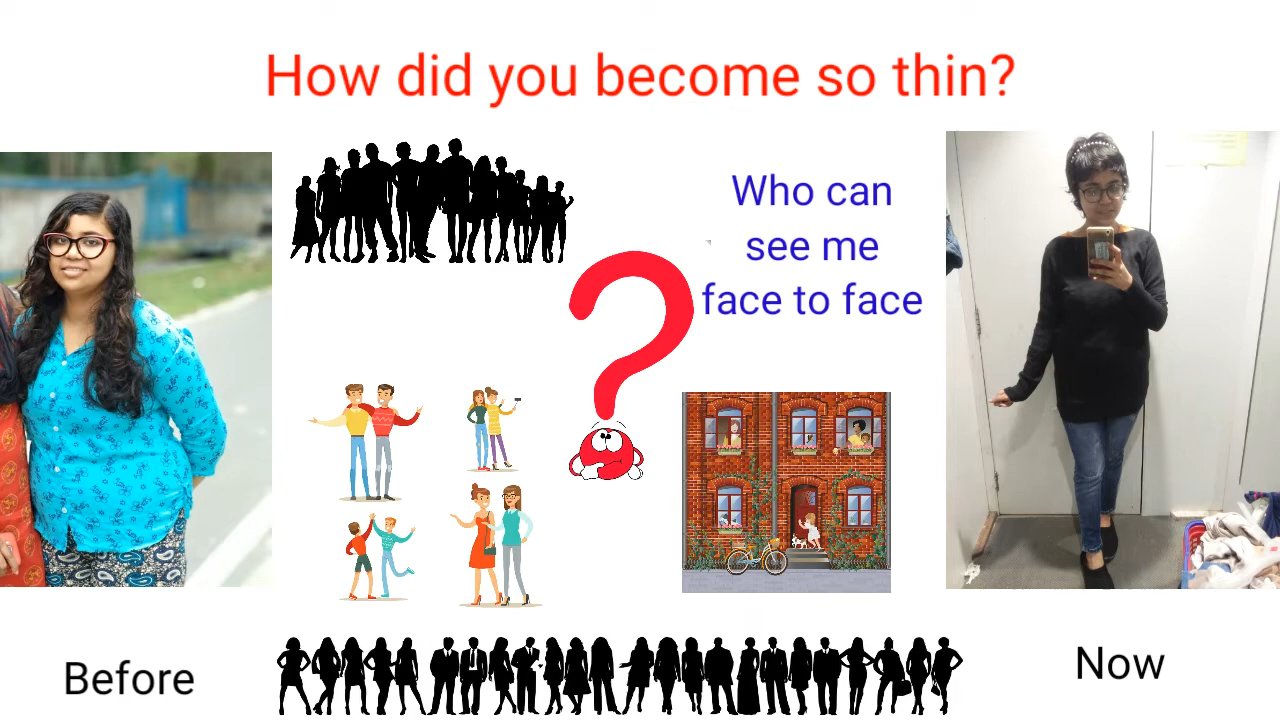 How did you become so thin?
Who can
see me
face to face
Before
Now